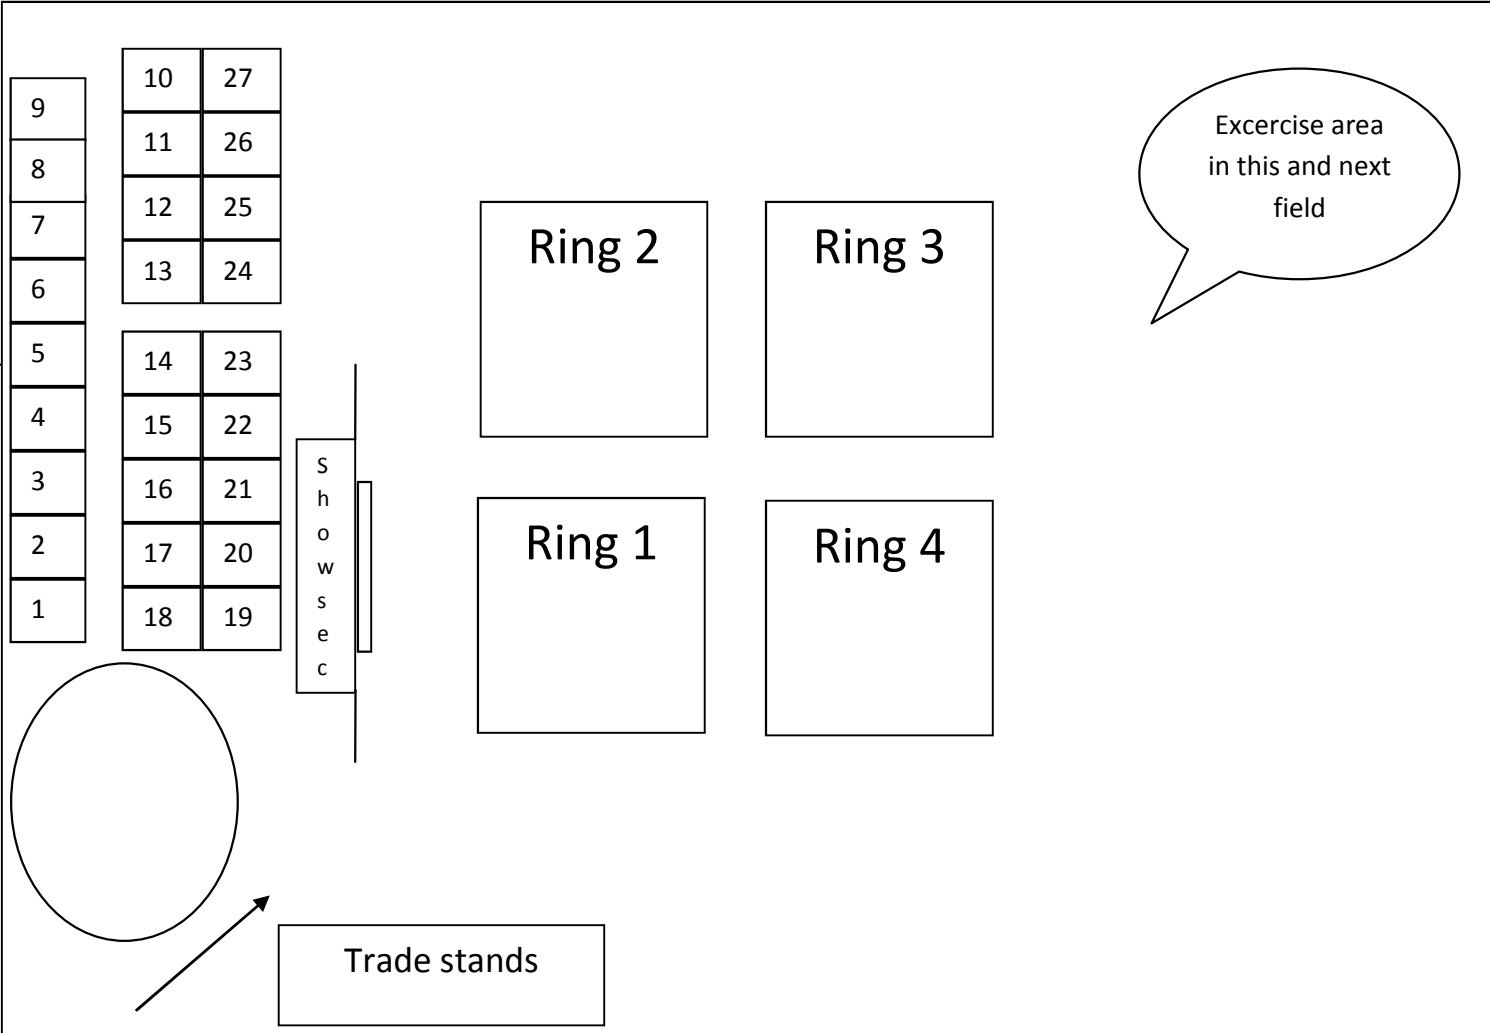 10 27
9
11 26
8
12 25
7
13 24
6
5
14 23
4
15 22
3
16 21
2
17 20
1
18 19
S
h
o
w
s
e
c
Ring 2
Ring 3
Ring 1
Ring 4
Excercise area
in this and next
field
Trade stands